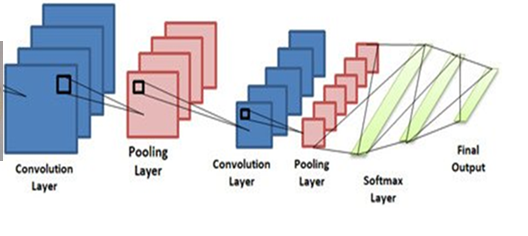 Convolution
Layer
Pooling
Layer
Convolution
Layer
Pooling
Layer
Softmax
Layer
Final
Output